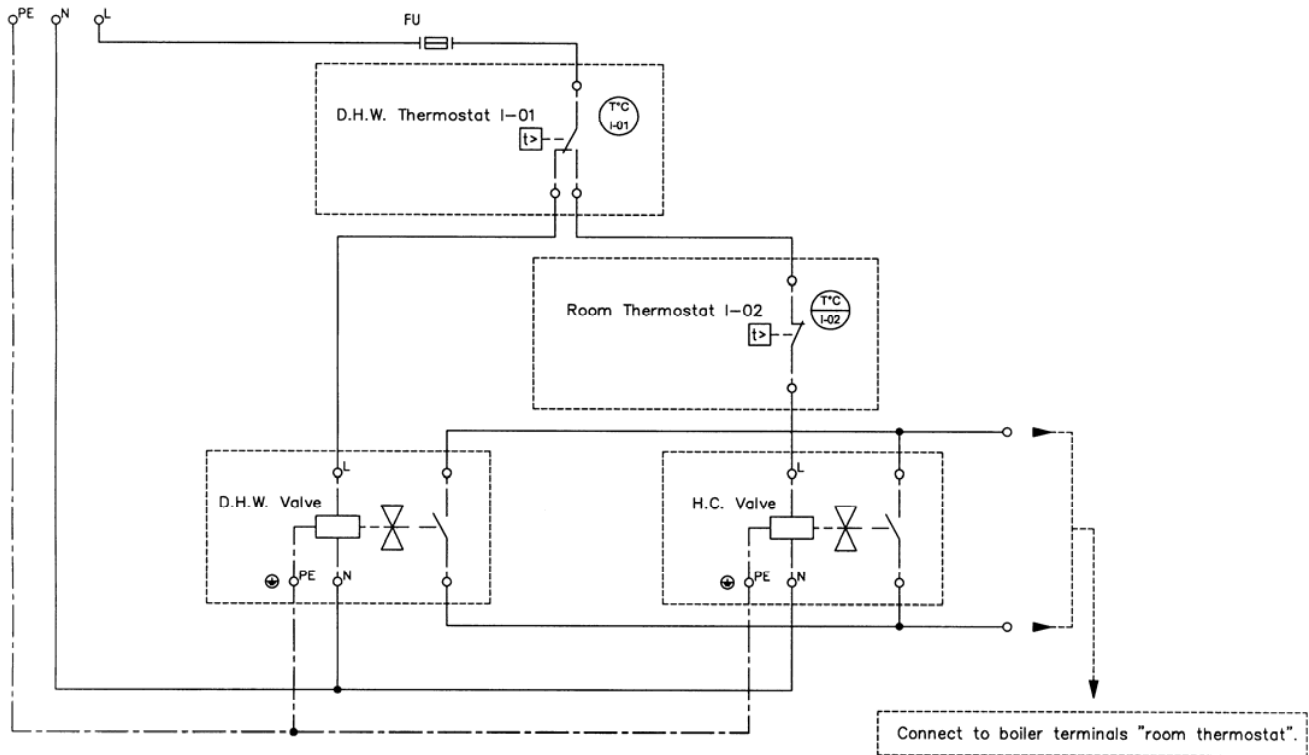 PE N L
FU
D.H.W. Thermostat I-01
T°C
I-01
t>
Room Thermostat I-02
T°C
I-02
t>
L
D.H.W. Valve
PE N
L
H.C. Valve
PE N
Connect to boiler terminals "room thermostat".